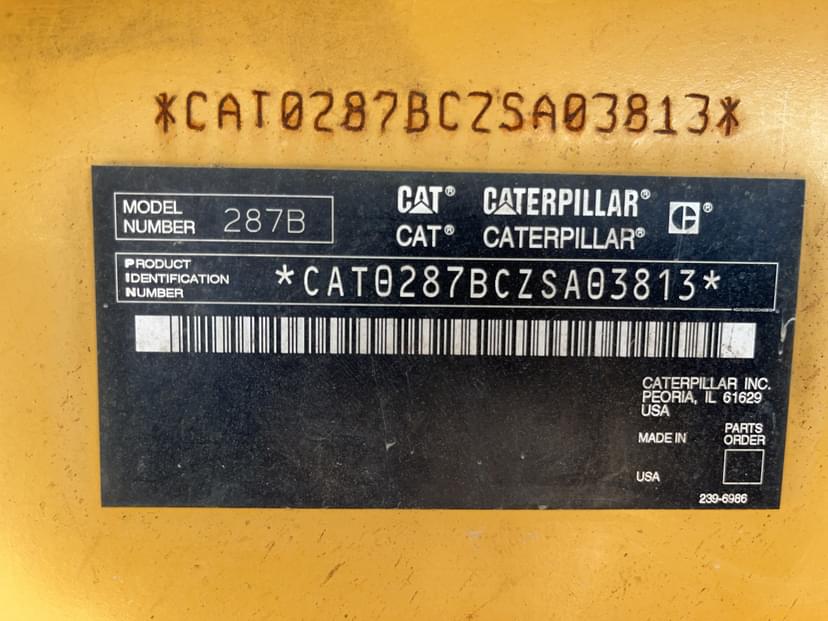 *CAT0287BCZSA03813*
MODEL NUMBER 287B
CAT® CATERPILLAR® ®
CAT® CATERPILLAR®
PRODUCT IDENTIFICATION NUMBER *CAT0287BCZSA03813*
CATERPILLAR INC.
PEORIA, IL 61629
USA
MADE IN
USA
PARTS
ORDER
239-6986